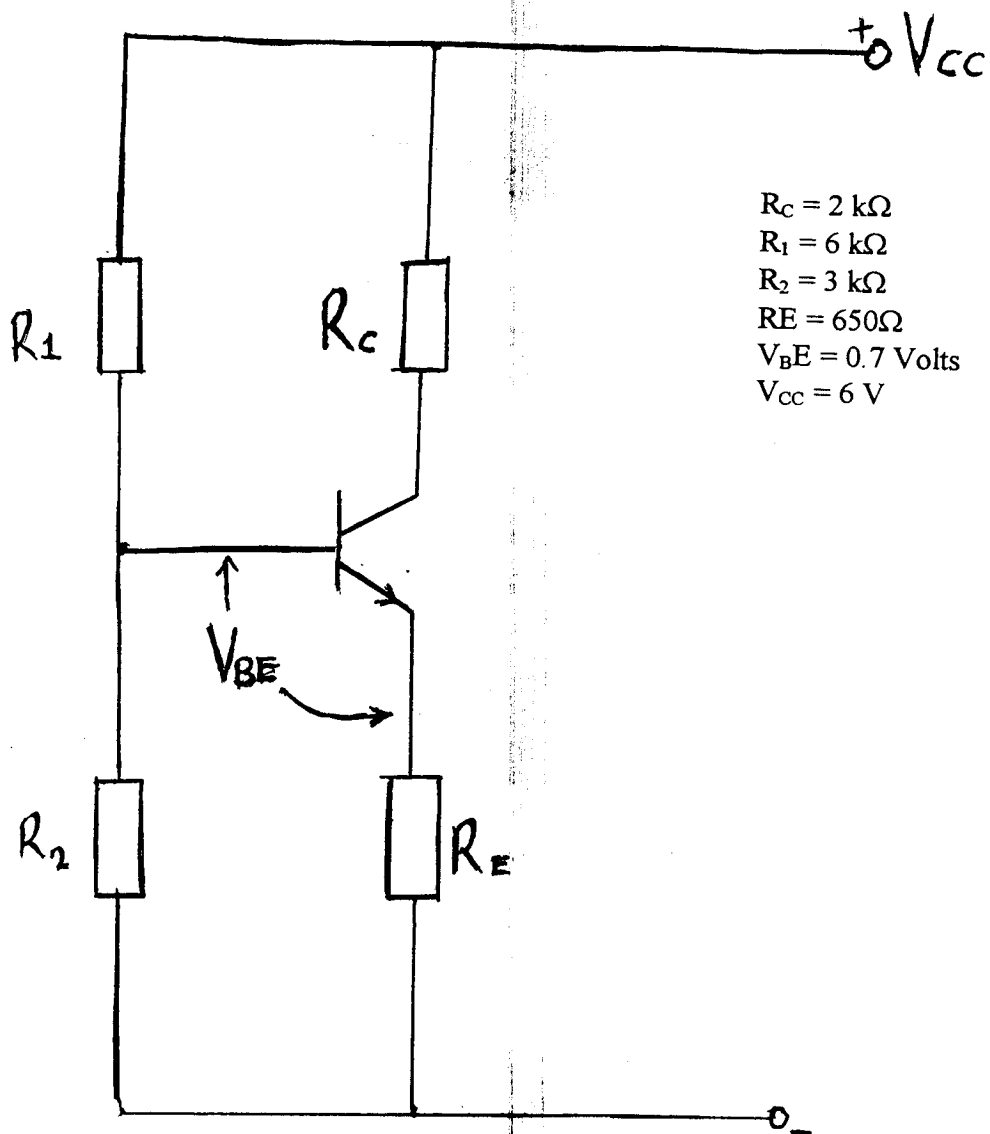 + VCC
RC = 2 kΩ
R1 = 6 kΩ
R2 = 3 kΩ
RE = 650Ω
VBE = 0.7 Volts
VCC = 6 V
R1
RC
VBE
R2
RE
-